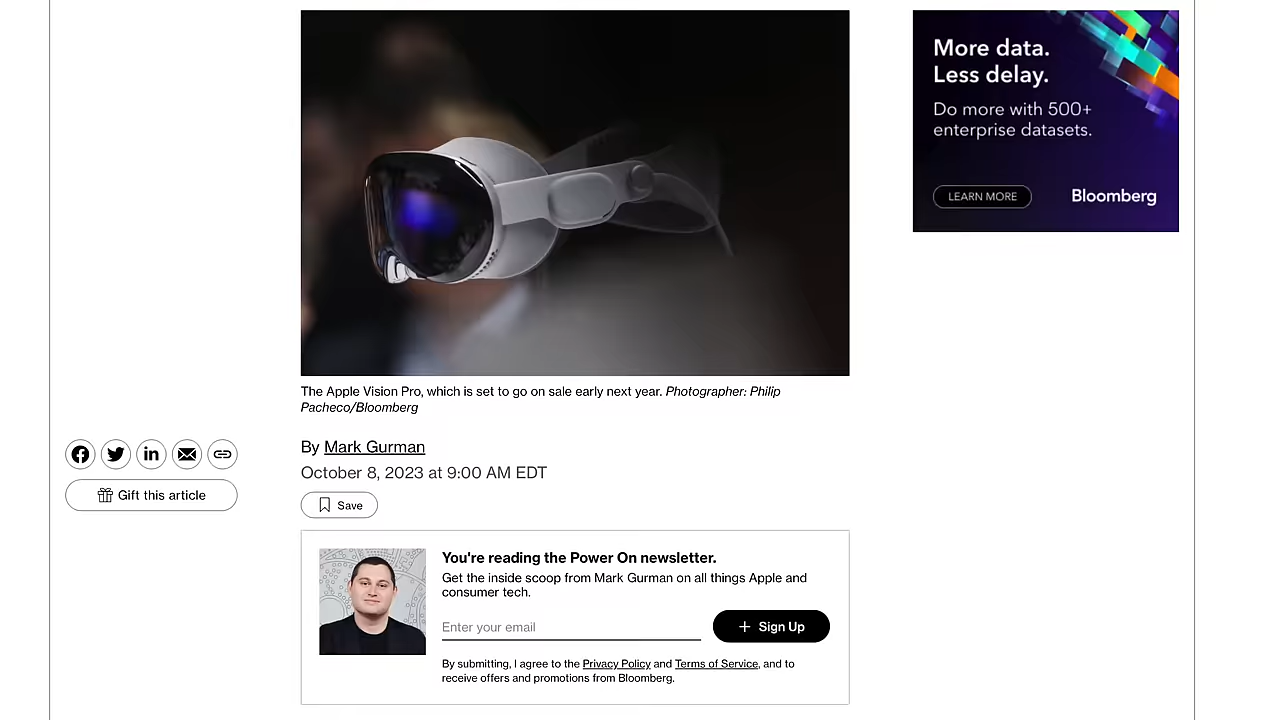 More data.
Less delay.
Do more with 500+
enterprise datasets.
LEARN MORE
Bloomberg
The Apple Vision Pro, which is set to go on sale early next year. Photographer: Philip
Pacheco/Bloomberg
By Mark Gurman
October 8, 2023 at 9:00 AM EDT
Save
in
Gift this article
You're reading the Power On newsletter.
Get the inside scoop from Mark Gurman on all things Apple and
consumer tech.
Enter your email
+ Sign Up
By submitting, I agree to the Privacy Policy and Terms of Service, and to
receive offers and promotions from Bloomberg.